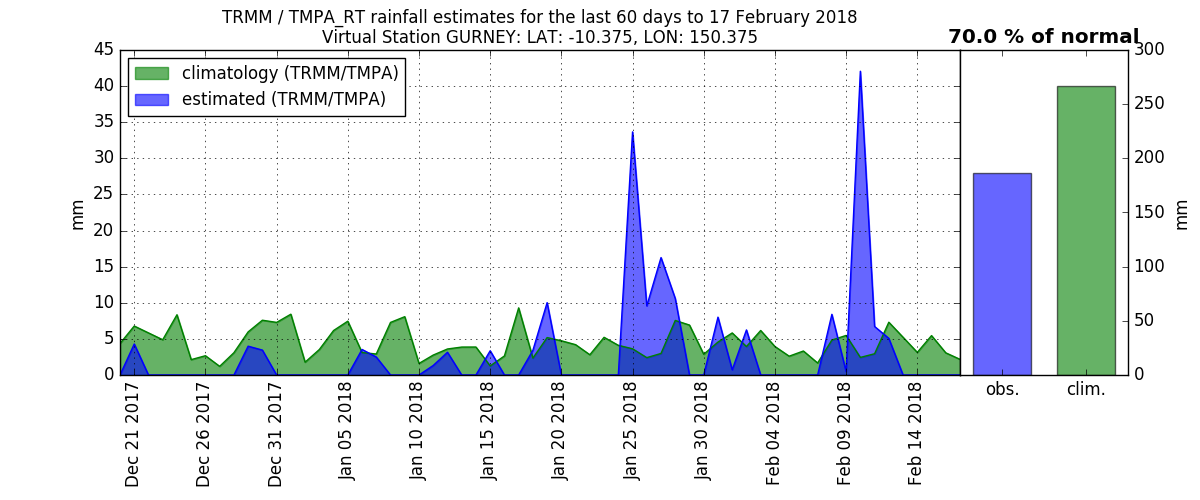 TRMM / TMPA_RT rainfall estimates for the last 60 days to 17 February 2018
Virtual Station GURNEY: LAT: -10.375, LON: 150.375
70.0 % of normal
climatology (TRMM/TMPA)
estimated (TRMM/TMPA)
mm
45
40
35
30
25
20
15
10
5
0
Dec 21 2017
Dec 26 2017
Dec 31 2017
Jan 05 2018
Jan 10 2018
Jan 15 2018
Jan 20 2018
Jan 25 2018
Jan 30 2018
Feb 04 2018
Feb 09 2018
Feb 14 2018
300
250
200
150
100
50
0
mm
obs.
clim.